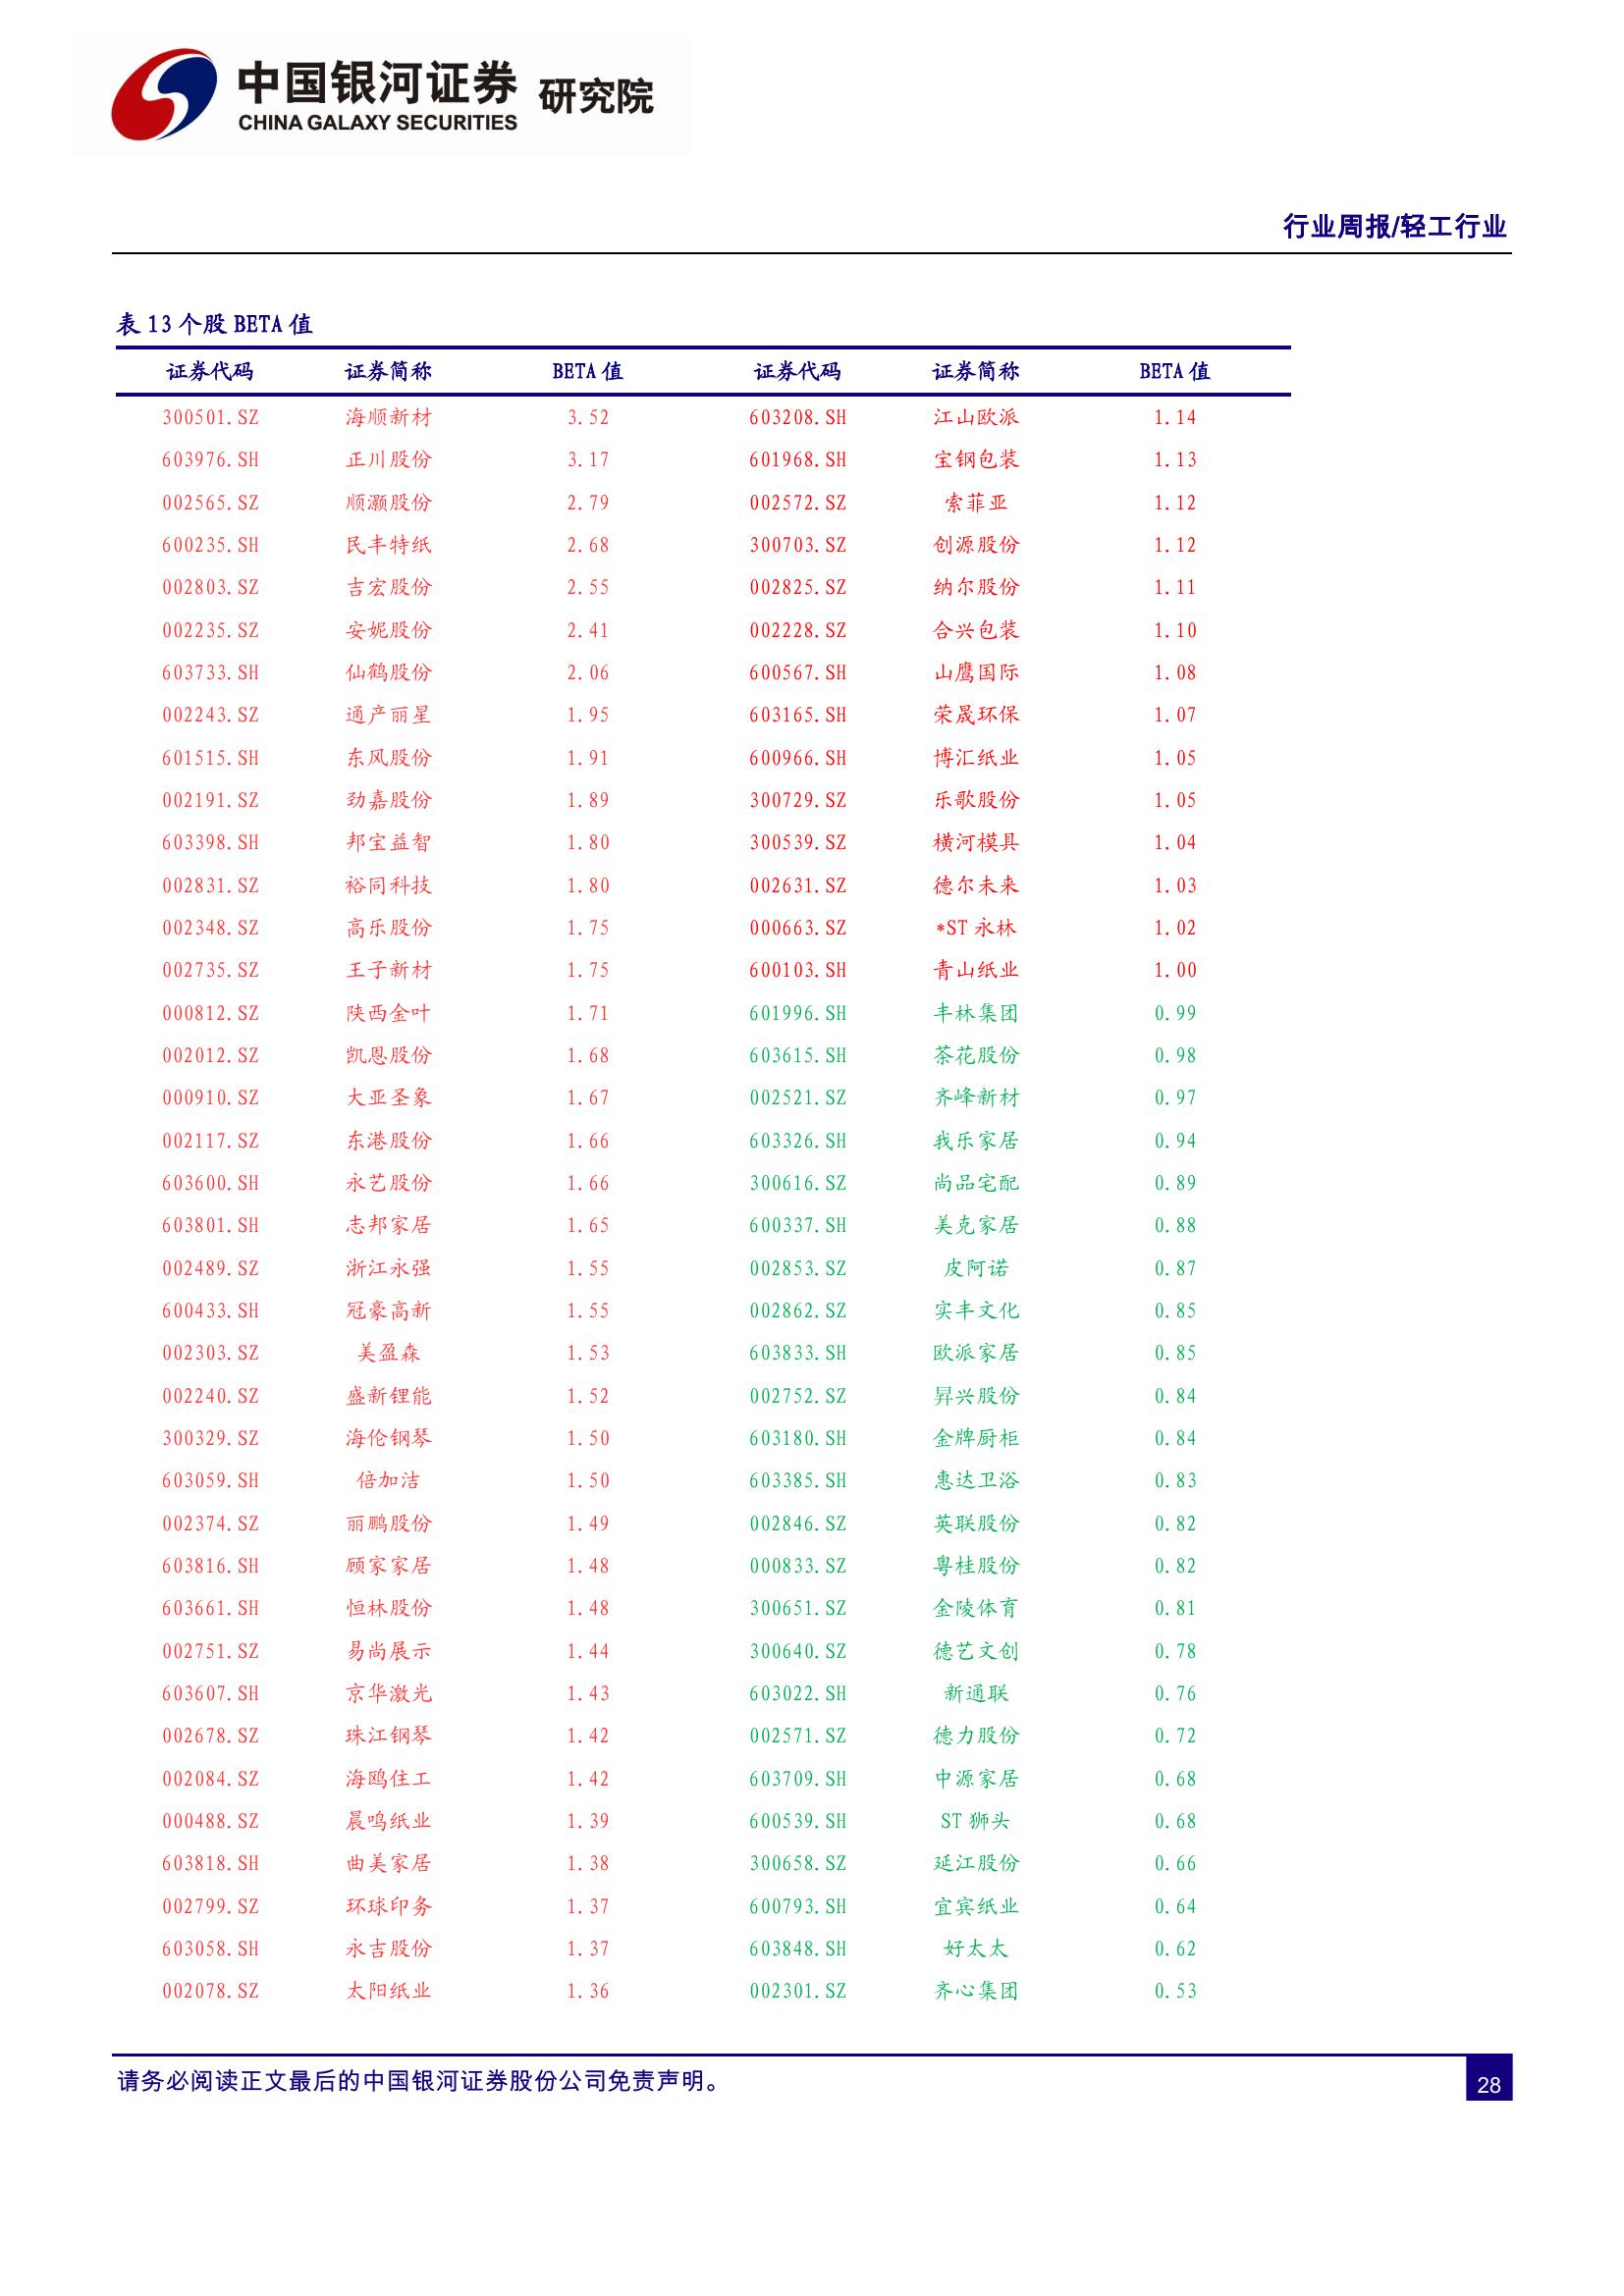 中国银河证券 研究院
CHINA GALAXY SECURITIES
行业周报/轻工行业
表 13 个股 BETA 值
证券代码 证券简称 BETA 值 证券代码 证券简称 BETA 值
300501.SZ 海顺新材 3.52 603208.SH 江山欧派 1.14
603976.SH 正川股份 3.17 601968.SH 宝钢包装 1.13
002565.SZ 顺灏股份 2.79 002572.SZ 索菲亚 1.12
600235.SH 民丰特纸 2.68 300703.SZ 创源股份 1.12
002803.SZ 吉宏股份 2.55 002825.SZ 纳尔股份 1.11
002235.SZ 安妮股份 2.41 002228.SZ 合兴包装 1.10
603733.SH 仙鹤股份 2.06 600567.SH 山鹰国际 1.08
002243.SZ 通产丽星 1.95 603165.SH 荣晟环保 1.07
601515.SH 东风股份 1.91 600966.SH 博汇纸业 1.05
002191.SZ 劲嘉股份 1.89 300729.SZ 乐歌股份 1.05
603398.SH 邦宝益智 1.80 300539.SZ 横河模具 1.04
002831.SZ 裕同科技 1.80 002631.SZ 德尔未来 1.03
002348.SZ 高乐股份 1.75 000663.SZ *ST 永林 1.02
002735.SZ 王子新材 1.75 600103.SH 青山纸业 1.00
000812.SZ 陕西金叶 1.71 601996.SH 丰林集团 0.99
002012.SZ 凯恩股份 1.68 603615.SH 茶花股份 0.98
000910.SZ 大亚圣象 1.67 002521.SZ 齐峰新材 0.97
002117.SZ 东港股份 1.66 603326.SH 我乐家居 0.94
603600.SH 永艺股份 1.66 300616.SZ 尚品宅配 0.89
603801.SH 志邦家居 1.65 600337.SH 美克家居 0.88
002489.SZ 浙江永强 1.55 002853.SZ 皮阿诺 0.87
600433.SH 冠豪高新 1.55 002862.SZ 实丰文化 0.85
002303.SZ 美盈森 1.53 603833.SH 欧派家居 0.85
002240.SZ 盛新锂能 1.52 002752.SZ 昇兴股份 0.84
300329.SZ 海伦钢琴 1.50 603180.SH 金牌厨柜 0.84
603059.SH 倍加洁 1.50 603385.SH 惠达卫浴 0.83
002374.SZ 丽鹏股份 1.49 002846.SZ 英联股份 0.82
603816.SH 顾家家居 1.48 000833.SZ 粤桂股份 0.82
603661.SH 恒林股份 1.48 300651.SZ 金陵体育 0.81
002751.SZ 易尚展示 1.44 300640.SZ 德艺文创 0.78
603607.SH 京华激光 1.43 603022.SH 新通联 0.76
002678.SZ 珠江钢琴 1.42 002571.SZ 德力股份 0.72
002084.SZ 海鸥住工 1.42 603709.SH 中源家居 0.68
000488.SZ 晨鸣纸业 1.39 600539.SH ST 狮头 0.68
603818.SH 曲美家居 1.38 300658.SZ 延江股份 0.66
002799.SZ 环球印务 1.37 600793.SH 宜宾纸业 0.64
603058.SH 永吉股份 1.37 603848.SH 好太太 0.62
002078.SZ 太阳纸业 1.36 002301.SZ 齐心集团 0.53
请务必阅读正文最后的中国银河证券股份公司免责声明。
28